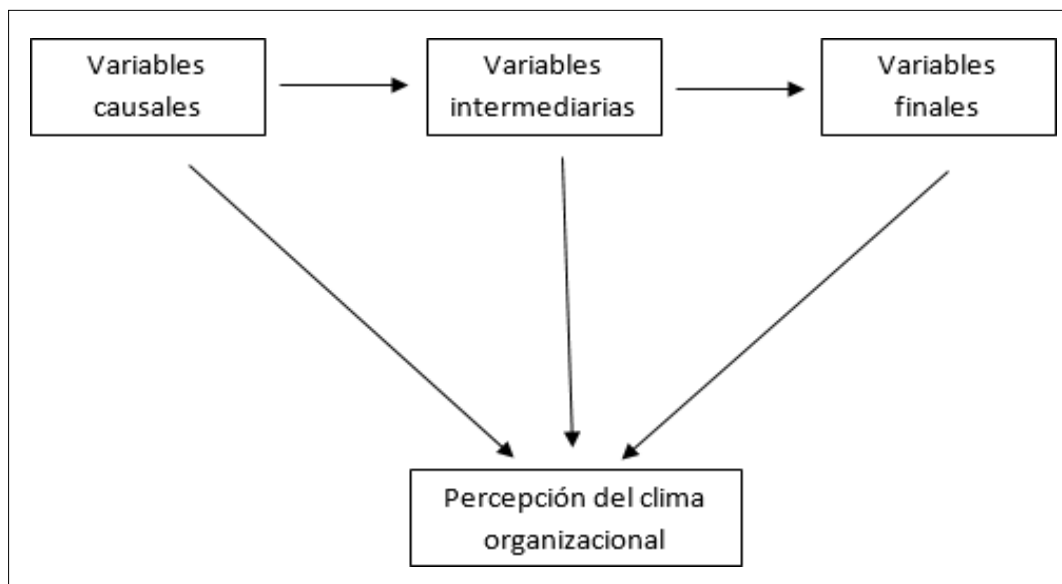 Variables
causales
Variables
intermediarias
Variables
finales
Percepción del clima
organizacional